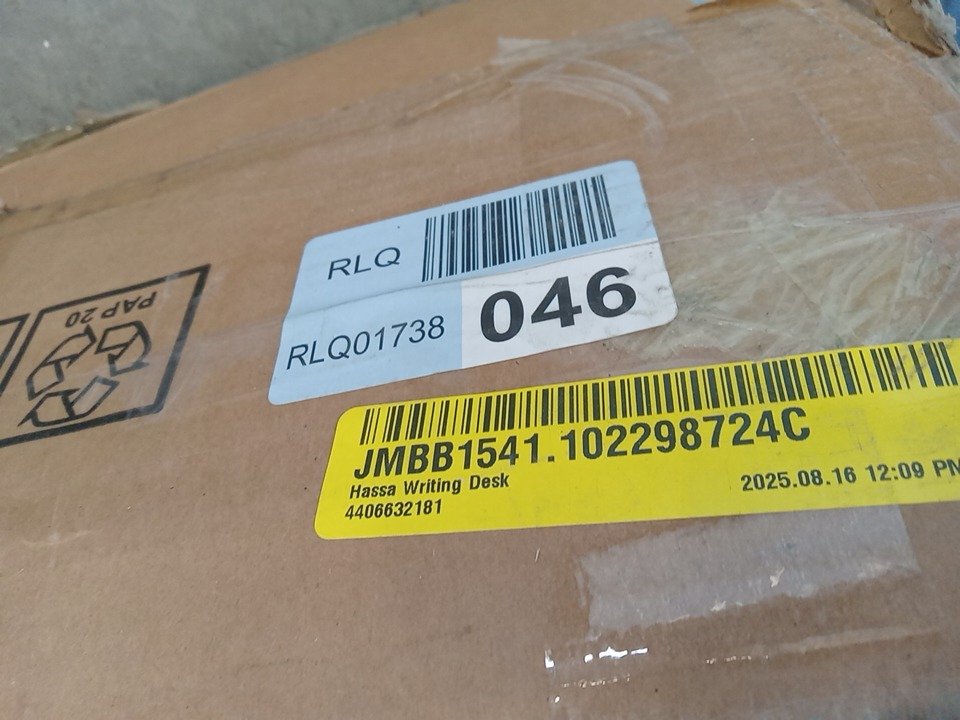 RLQ
RLQ01738
046
PAP 20
JMBB1541.102298724C
Hassa Writing Desk
4406632181
2025.08.16 12:09 PM